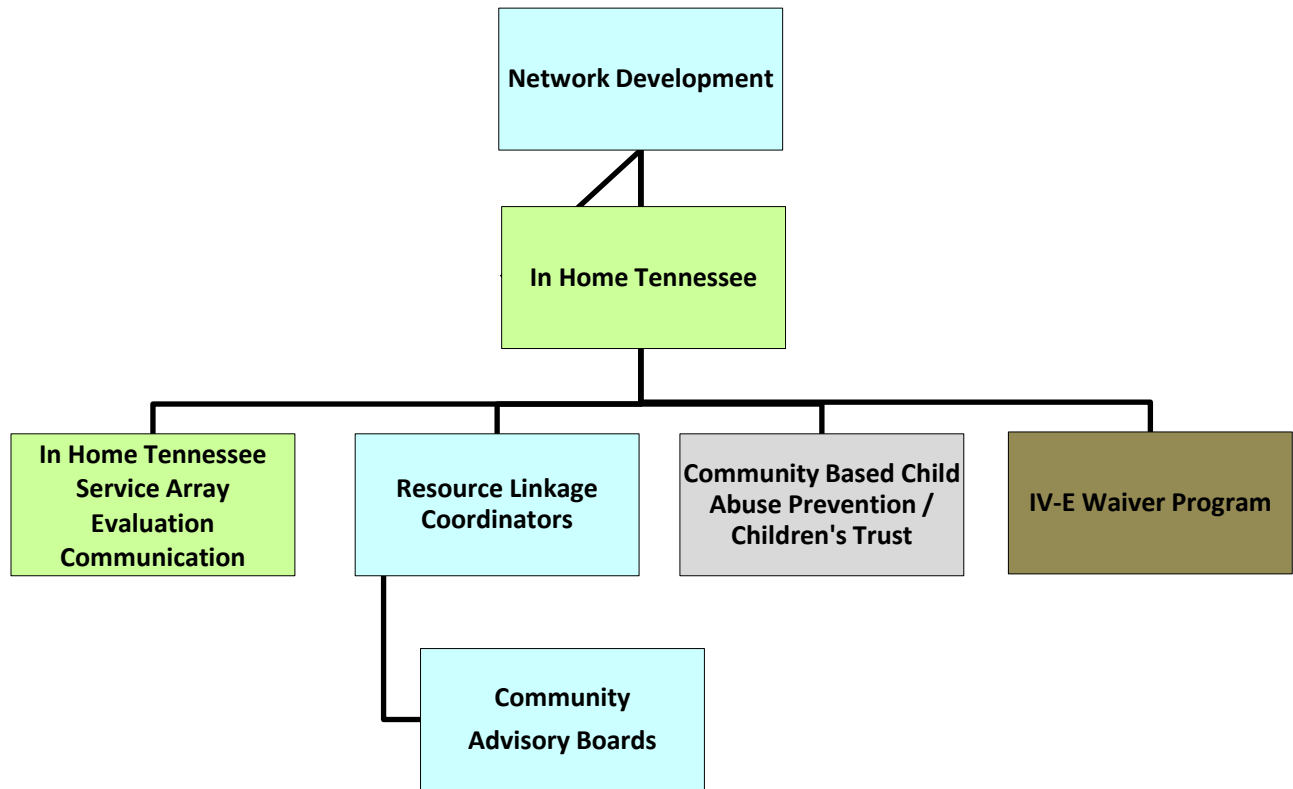 Network Development
In Home Tennessee
In Home Tennessee
Service Array
Evaluation
Communication
Resource Linkage
Coordinators
Community Based Child
Abuse Prevention /
Children's Trust
IV-E Waiver Program
Community
Advisory Boards